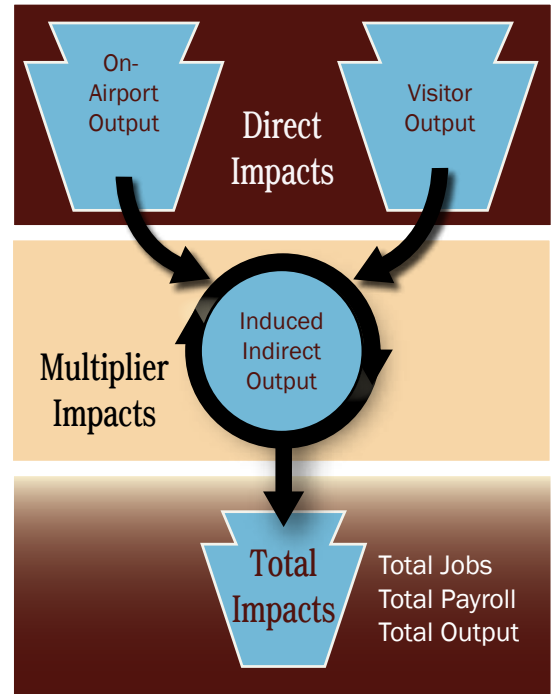 On-
Airport
Output
Direct
Impacts
Visitor
Output
Multiplier
Impacts
Induced
Indirect
Output
Total
Impacts
Total Jobs
Total Payroll
Total Output